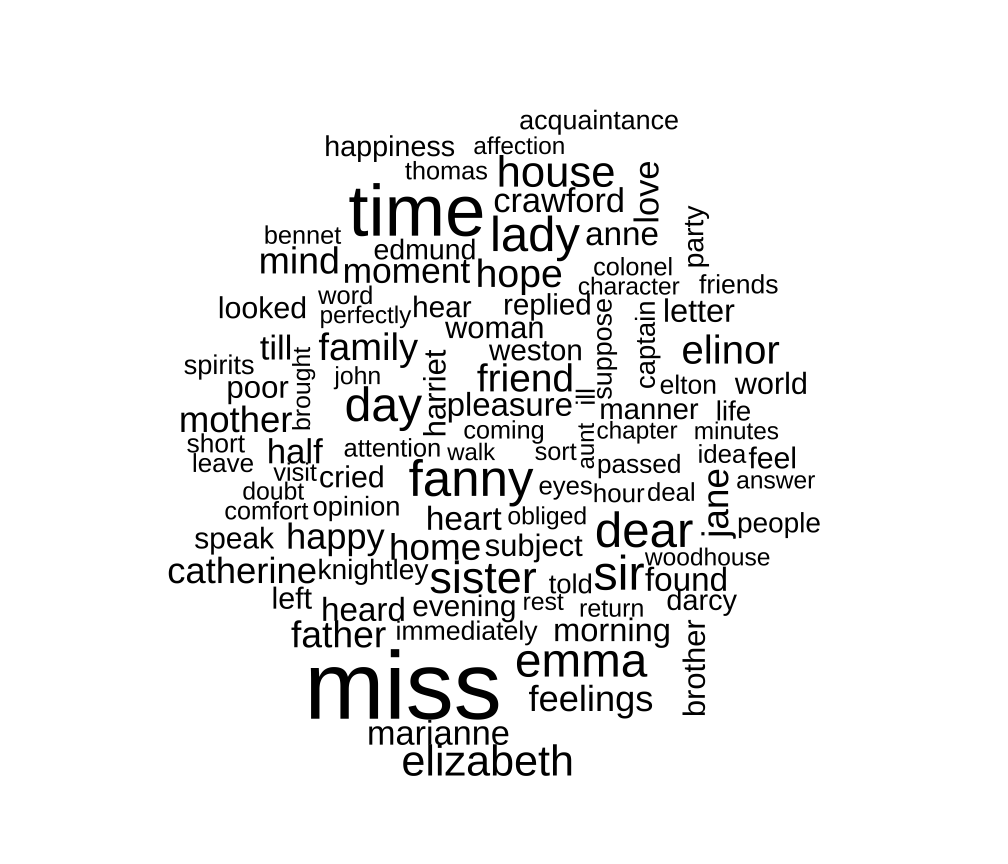 acquaintance
happiness affection
thomas house
love
time crawford
lady anne party
bennet edmund
mind moment hope colonel
character friends
looked word perfectly hear replied letter
woman suppose captain
till family weston elinor
spirits brought john harriet friend elton world
poor day pleasure ill manner life
mother coming aunt chapter minutes
short half attention walk sort passed idea feel
leave visit cried fanny eyes hour deal jane answer
doubt
comfort opinion heart obliged dear people
speak happy home subject woodhouse
catherine knightley sister told sir found
left heard evening rest return darcy
father immediately morning brother
miss emma
feelings
marianne
elizabeth